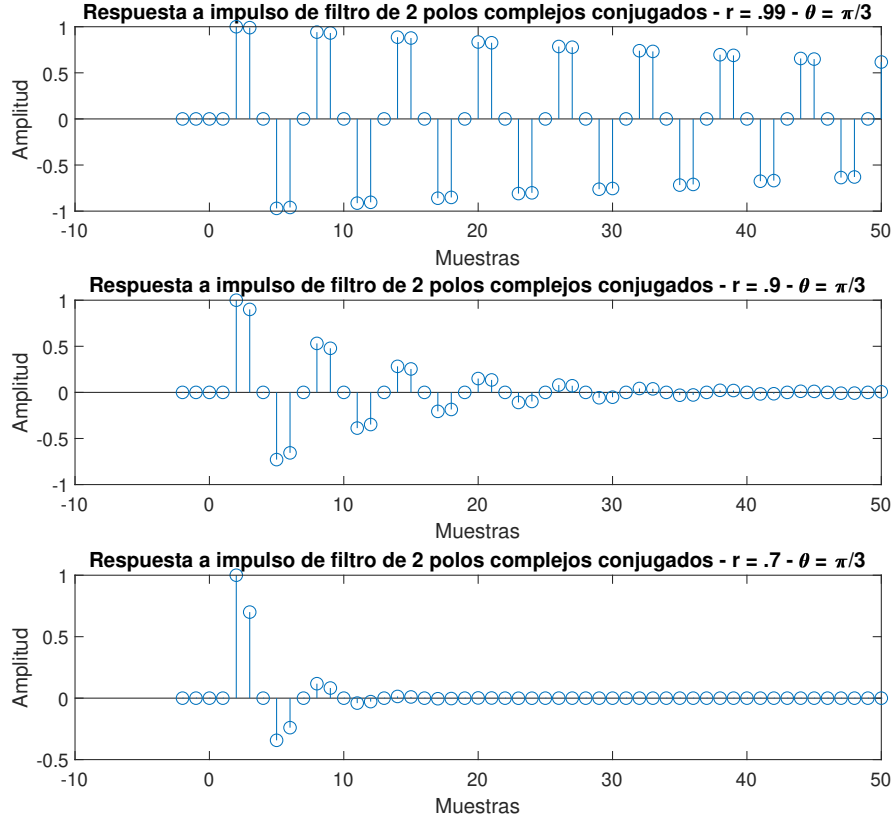 Respuesta a impulso de filtro de 2 polos complejos conjugados - r = .99 - θ = π/3
1
0.5
0
-0.5
-1
Amplitud
-10 0 10 20 30 40 50
Muestras
Respuesta a impulso de filtro de 2 polos complejos conjugados - r = .9 - θ = π/3
1
0.5
0
-0.5
-1
Amplitud
-10 0 10 20 30 40 50
Muestras
Respuesta a impulso de filtro de 2 polos complejos conjugados - r = .7 - θ = π/3
1
0.5
0
-0.5
Amplitud
-10 0 10 20 30 40 50
Muestras